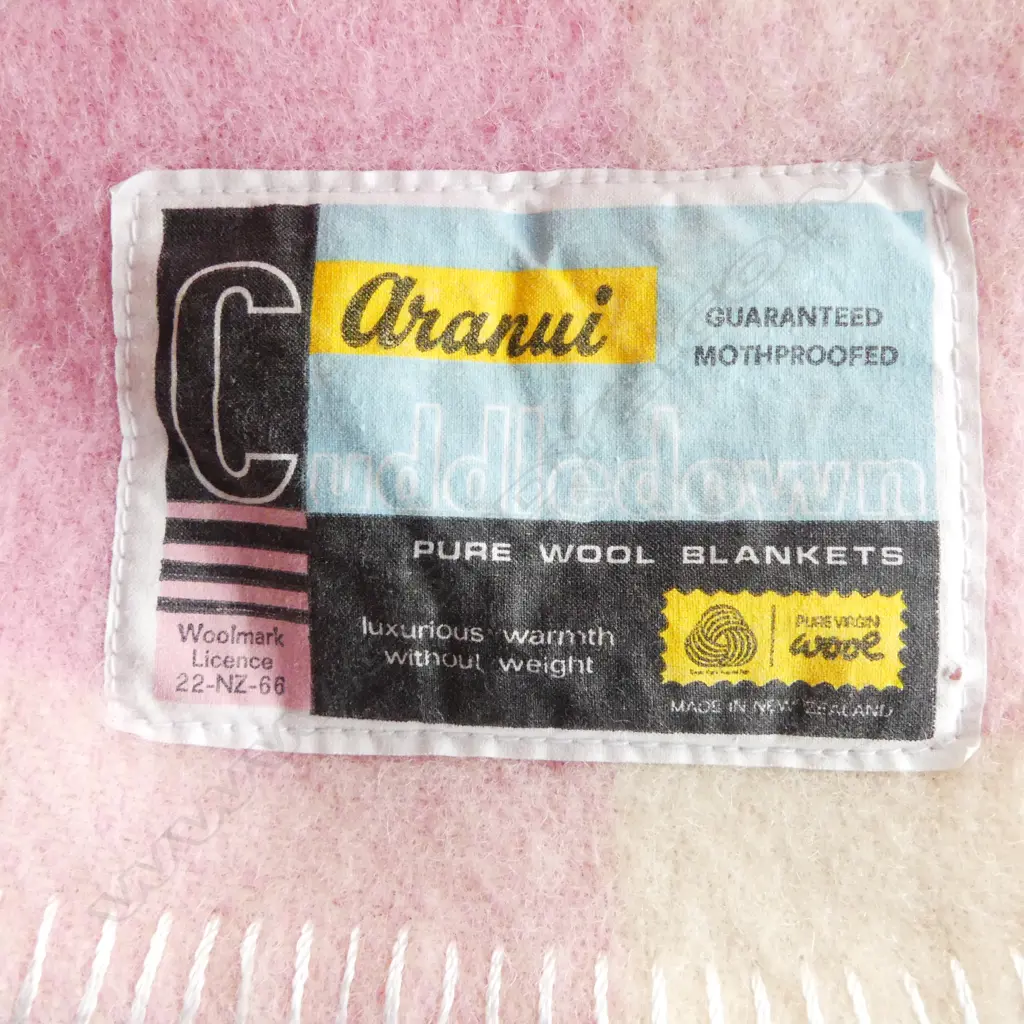 Aranui
GUARANTEED
MOTHPROOFED
Cuddledown
PURE WOOL BLANKETS
luxurious warmth
without weight
Woolmark
Licence
22-NZ-66
PURE VIRGIN
wool
MADE IN NEW ZEALAND